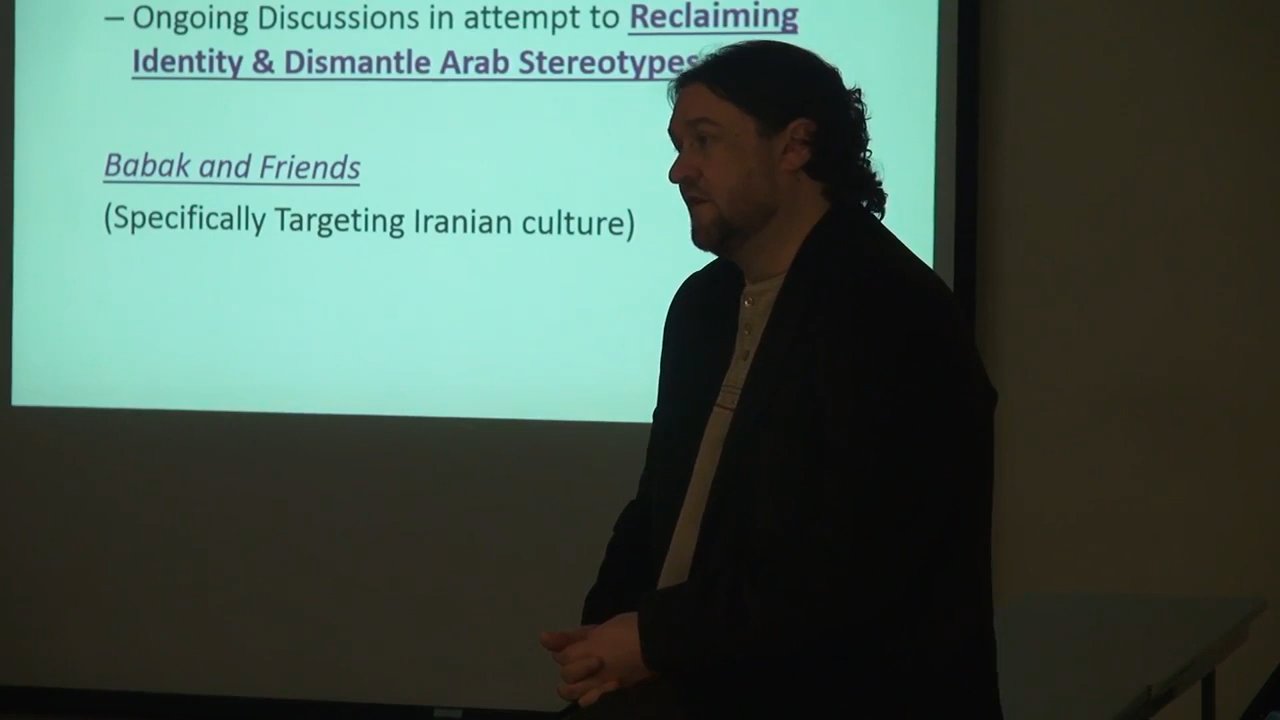 – Ongoing Discussions in attempt to Reclaiming
Identity & Dismantle Arab Stereotypes
Babak and Friends
(Specifically Targeting Iranian culture)